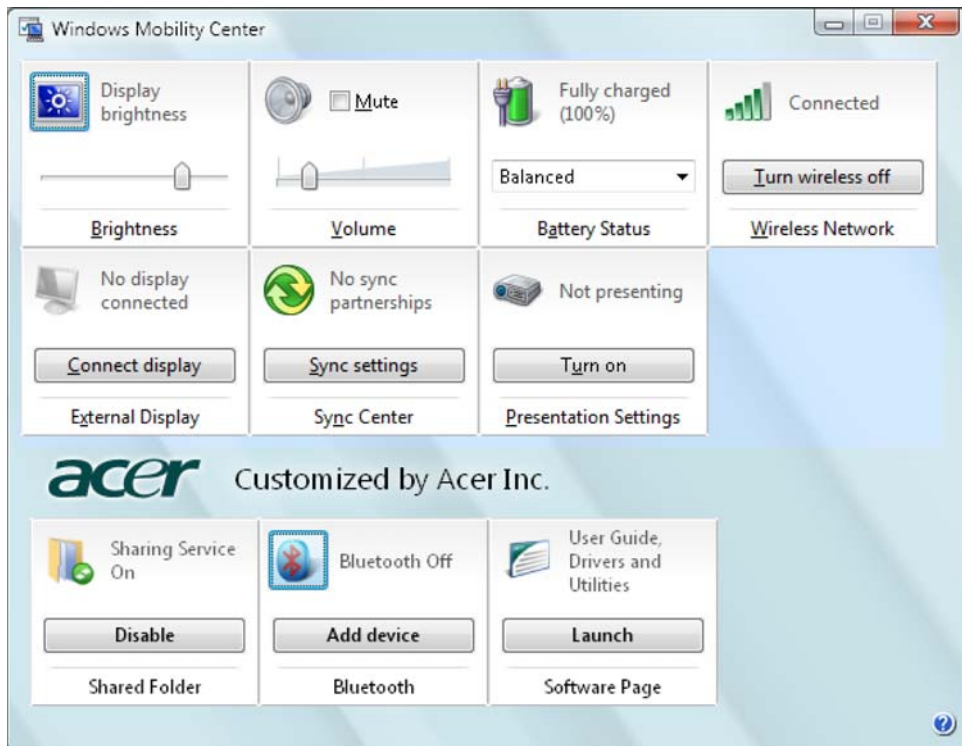 Windows Mobility Center
Display
brightness
Brightness
Mute
Volume
Fully charged
(100%)
Balanced
Battery Status
Connected
Turn wireless off
Wireless Network
No display
connected
Connect display
External Display
No sync
partnerships
Sync settings
Sync Center
Not presenting
Turn on
Presentation Settings
acer Customized by Acer Inc.
Sharing Service
On
Disable
Shared Folder
Bluetooth Off
Add device
Bluetooth
User Guide,
Drivers and
Utilities
Launch
Software Page